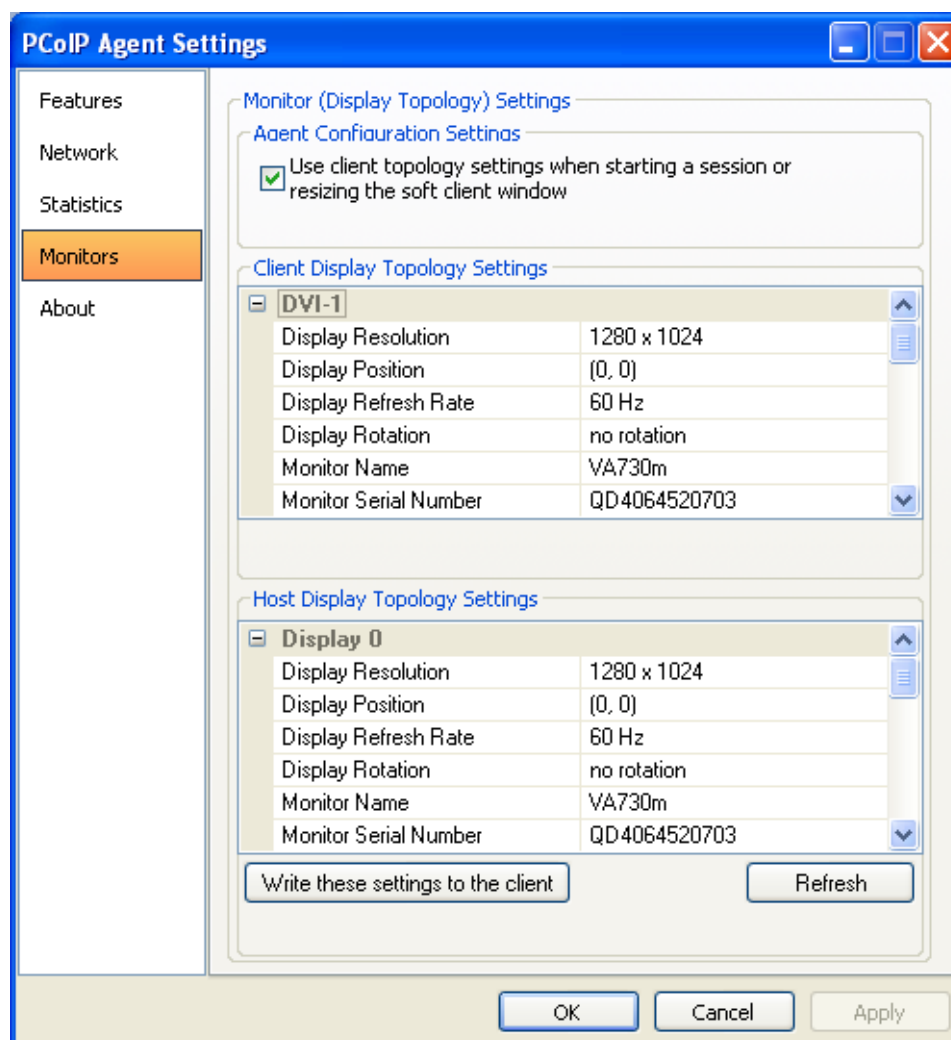 PCoIP Agent Settings
Features
Network
Statistics
Monitors
About
Monitor (Display Topology) Settings
Agent Configuration Settings
Use client topology settings when starting a session or
resizing the soft client window
Client Display Topology Settings
DVI-1
Display Resolution 1280 x 1024
Display Position (0, 0)
Display Refresh Rate 60 Hz
Display Rotation no rotation
Monitor Name VA730m
Monitor Serial Number QD4064520703
Host Display Topology Settings
Display 0
Display Resolution 1280 x 1024
Display Position (0, 0)
Display Refresh Rate 60 Hz
Display Rotation no rotation
Monitor Name VA730m
Monitor Serial Number QD4064520703
Write these settings to the client Refresh
OK Cancel Apply